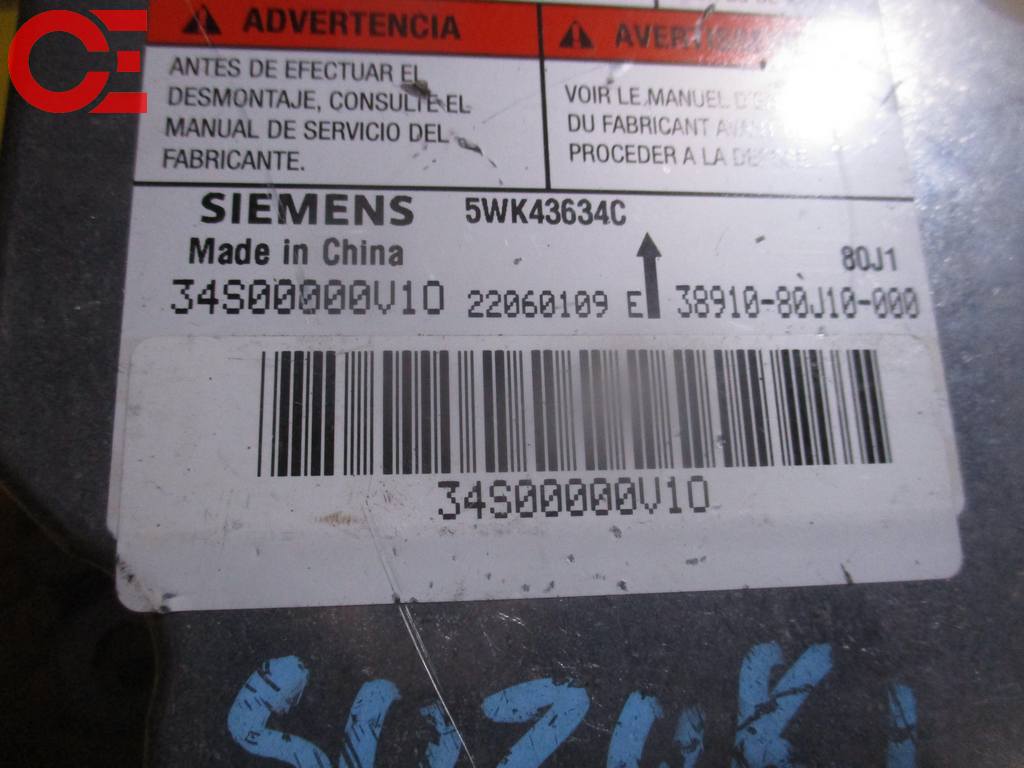 CE
ADVERTENCIA
ANTES DE EFECTUAR EL
DESMONTAJE, CONSULTE EL
MANUAL DE SERVICIO DEL
FABRICANTE.
VOIR LE MANUEL
DU FABRICANT
PROCEDER A LA
SIEMENS 5WK43634C
Made in China 80J1
34S00000V10 22060109 E 38910-80J10-000
34S00000V10
SUZUKI